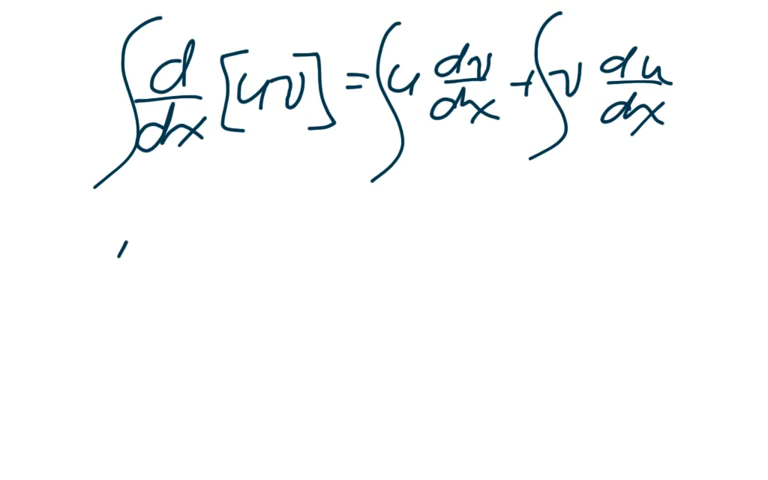 ∫ d/dx [uv] = ∫ u dv/dx + ∫ v du/dx